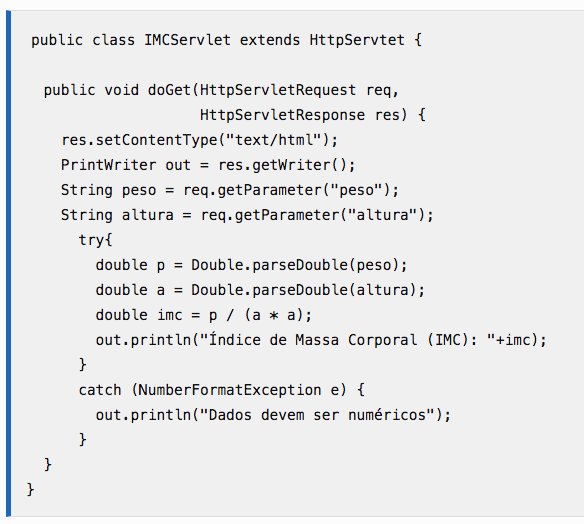 public class IMCServlet extends HttpServtet {
public void doGet(HttpServletRequest req,
HttpServletResponse res) {
res.setContentType("text/html");
PrintWriter out = res.getWriter();
String peso = req.getParameter("peso");
String altura = req.getParameter("altura");
try{
double p = Double.parseDouble(peso);
double a = Double.parseDouble(altura);
double imc = p / (a * a);
out.println("Índice de Massa Corporal (IMC): "+imc);
}
catch (NumberFormatException e) {
out.println("Dados devem ser numéricos");
}
}
}